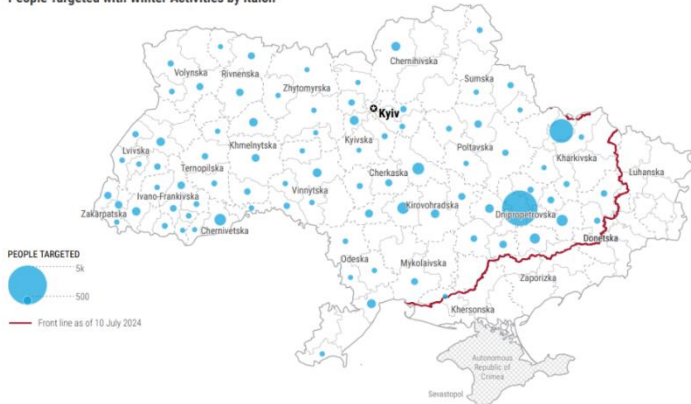 People Targeted with Winter Activities by Raion
Chernihivska
Volynska
Rivnenska
Sumska
Zhytomyrska
Kyiv
Kyivska
Lvivska
Khmelnytska
Poltavska
Kharkivska
Ternopilska
Cherkaska
Luhanska
Ivano-Frankivska
Vinnytska
Kirovohradska
Zakarpatska
Dnipropetrovska
Chernivetska
Donetska
PEOPLE TARGETED
5k
500
Odeska
Mykolaivska
Zaporizka
Front line as of 10 July 2024
Khersonska
Autonomous
Republic of
Crimea
Sevastopol